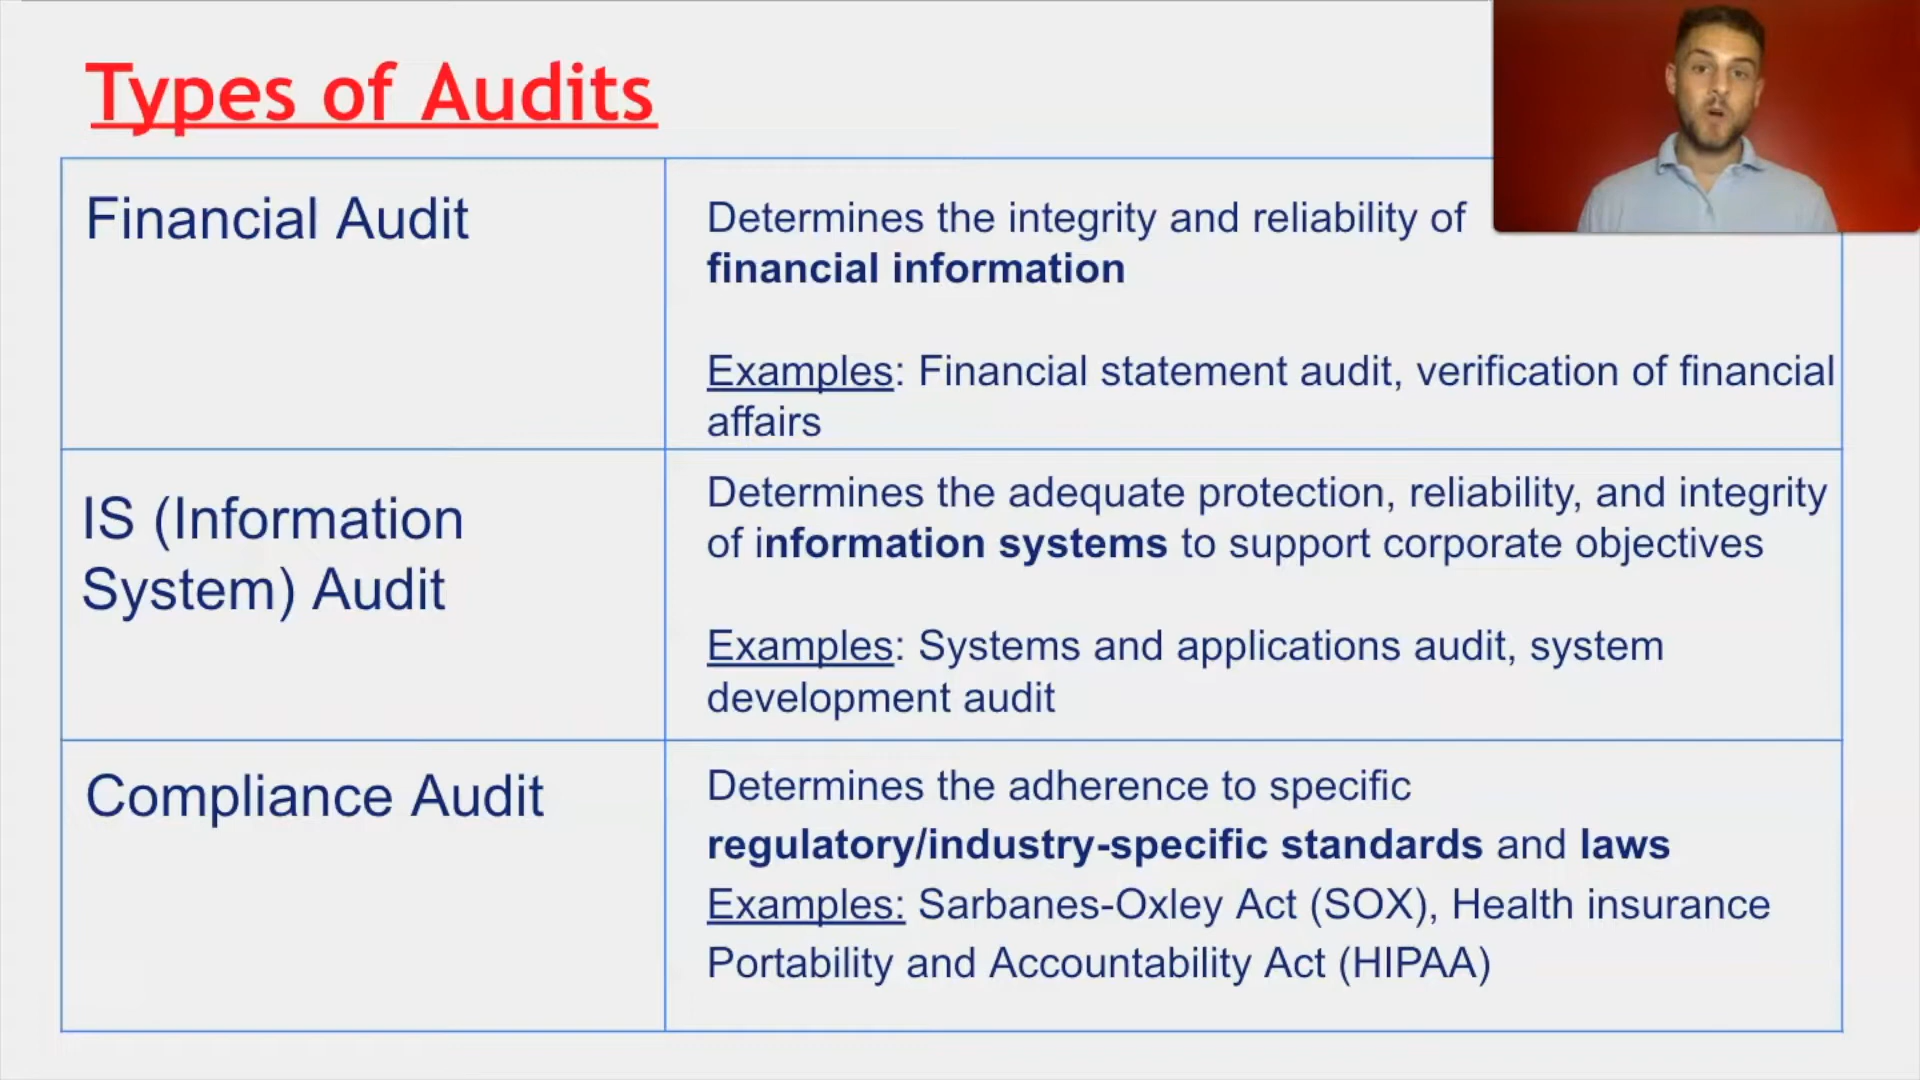 Types of Audits
Financial Audit
Determines the integrity and reliability of
financial information
Examples: Financial statement audit, verification of financial
affairs
IS (Information
System) Audit
Determines the adequate protection, reliability, and integrity
of information systems to support corporate objectives
Examples: Systems and applications audit, system
development audit
Compliance Audit
Determines the adherence to specific
regulatory/industry-specific standards and laws
Examples: Sarbanes-Oxley Act (SOX), Health insurance
Portability and Accountability Act (HIPAA)